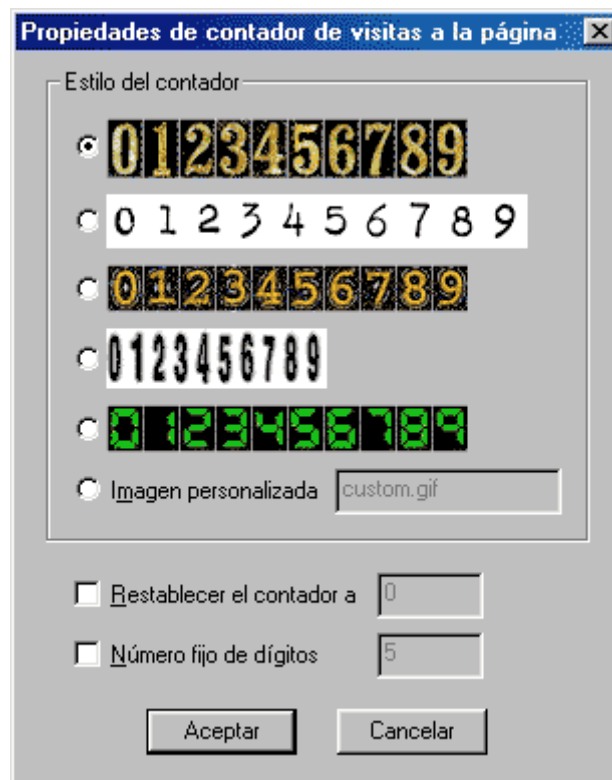 Propiedades de contador de visitas a la página
Estilo del contador
0123456789
0 1 2 3 4 5 6 7 8 9
0123456789
0123456789
0123456789
Imagen personalizada custom.gif
Restablecer el contador a 0
Número fijo de dígitos 5
Aceptar Cancelar